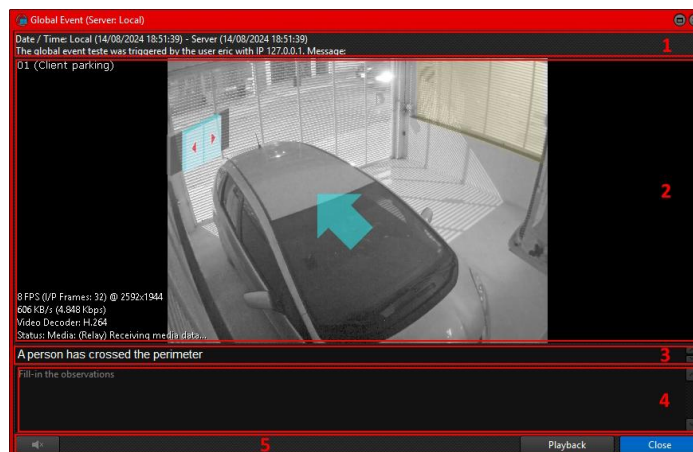 Global Event (Server: Local)
Date / Time: Local (14/08/2024 18:51:39) - Server (14/08/2024 18:51:39)
The global event teste was triggered by the user eric with IP 127.0.0.1. Message:
1
01 (Client parking)
2
8 FPS (I/P Frames: 32) @ 2592x1944
606 KB/s (4.848 Kbps)
Video Decoder: H.264
Status: Media: (Relay) Receiving media data...
A person has crossed the perimeter
3
Fill-in the observations
4
5
Playback
Close